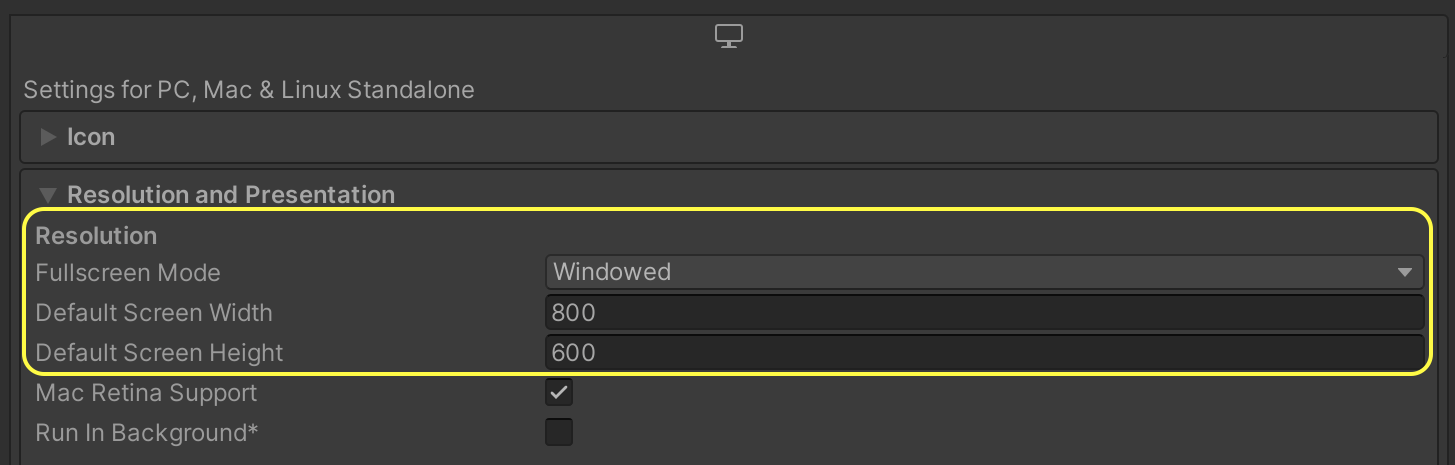 Settings for PC, Mac & Linux Standalone
Icon
Resolution and Presentation
Resolution
Fullscreen Mode Windowed
Default Screen Width 800
Default Screen Height 600
Mac Retina Support
Run In Background*